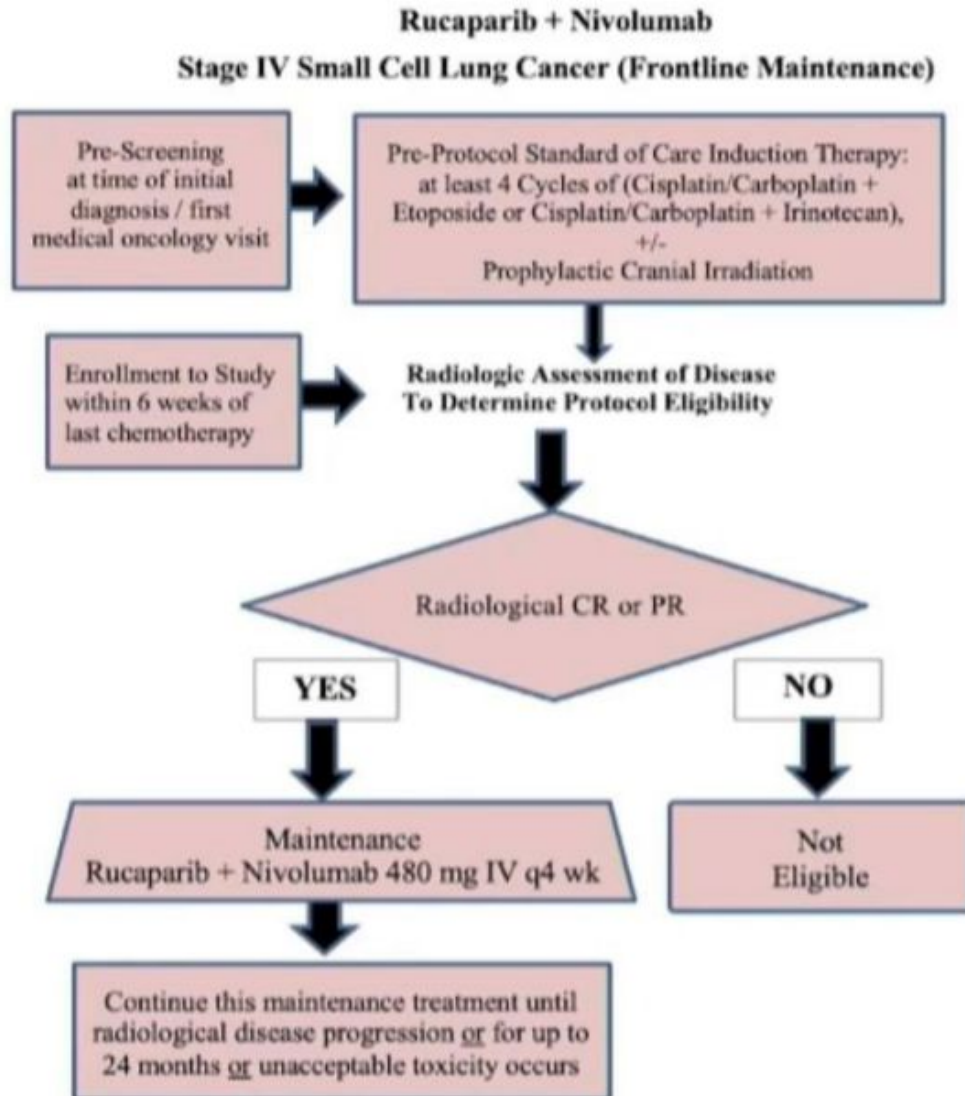 Rucaparib + Nivolumab
Stage IV Small Cell Lung Cancer (Frontline Maintenance)
Pre-Screening
at time of initial
diagnosis / first
medical oncology visit
Pre-Protocol Standard of Care Induction Therapy:
at least 4 Cycles of (Cisplatin/Carboplatin +
Etoposide or Cisplatin/Carboplatin + Irinotecan),
+/-
Prophylactic Cranial Irradiation
Enrollment to Study
within 6 weeks of
last chemotherapy
Radiologic Assessment of Disease
To Determine Protocol Eligibility
Radiological CR or PR
YES
NO
Maintenance
Rucaparib + Nivolumab 480 mg IV q4 wk
Not
Eligible
Continue this maintenance treatment until
radiological disease progression or for up to
24 months or unacceptable toxicity occurs